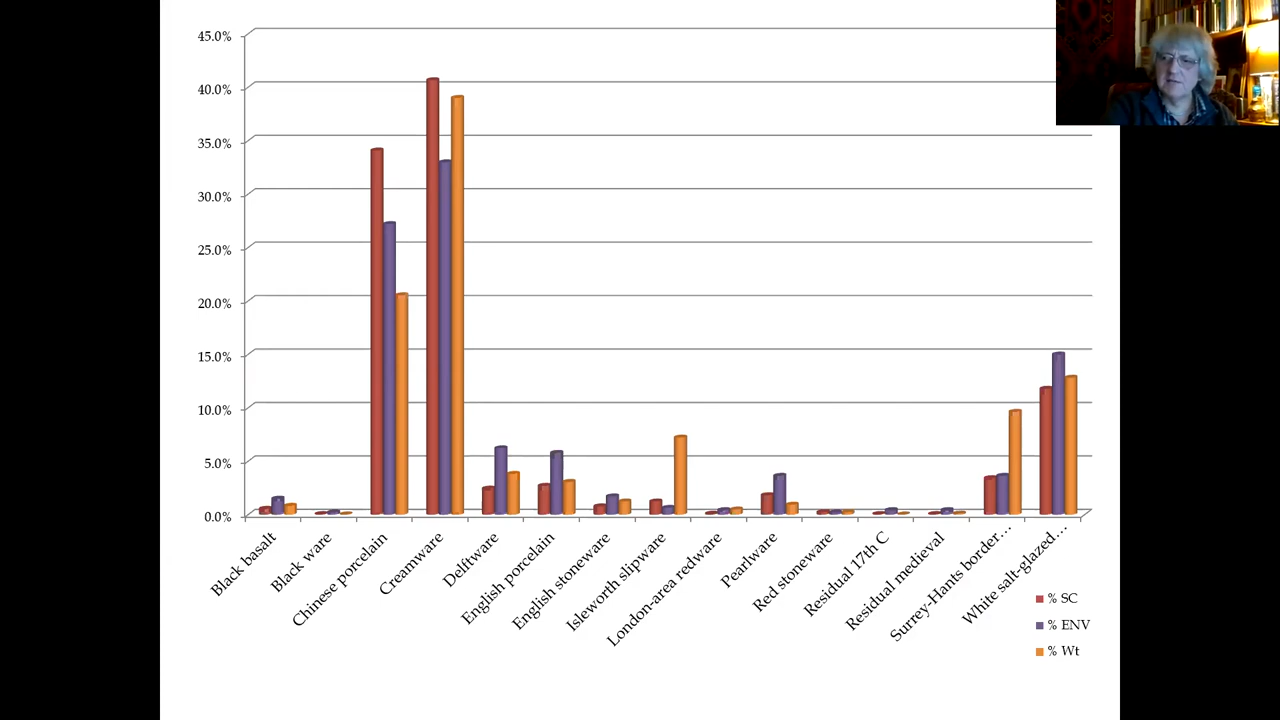 45.0%
40.0%
35.0%
30.0%
25.0%
20.0%
15.0%
10.0%
5.0%
0.0%
Black basalt
Black ware
Chinese porcelain
Creamware
Delftware
English porcelain
English stoneware
Isleworth slipware
London-area redware
Pearlware
Red stoneware
Residual 17th C
Residual medieval
Surrey-Hants border...
White salt-glazed...
% SC
% ENV
% Wt